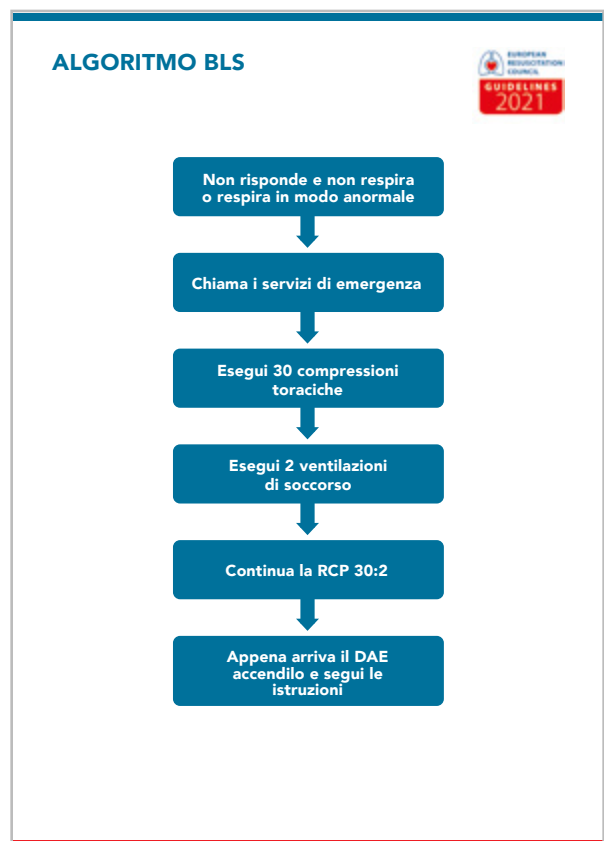 ALGORITMO BLS
EUROPEAN
RESUSCITATION
COUNCIL
GUIDELINES
2021
Non risponde e non respira
o respira in modo anormale
Chiama i servizi di emergenza
Esegui 30 compressioni
toraciche
Esegui 2 ventilazioni
di soccorso
Continua la RCP 30:2
Appena arriva il DAE
accendilo e segui le
istruzioni